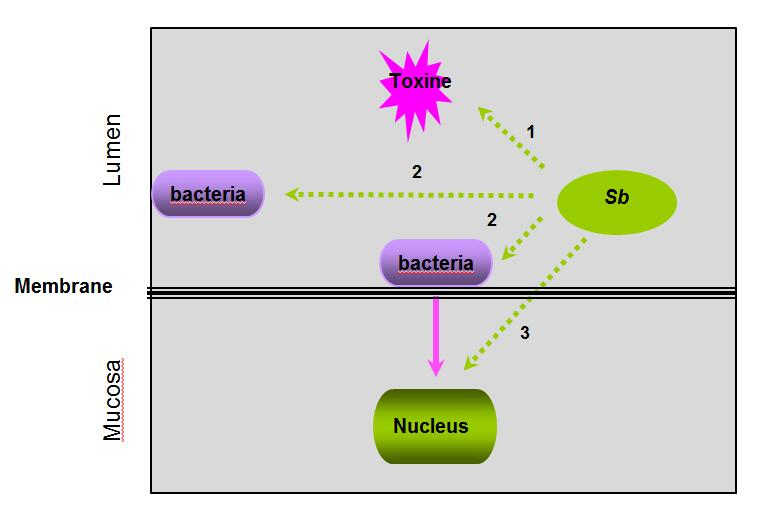 Toxine
Lumen
1
2
bacteria
Sb
2
bacteria
Membrane
3
Mucosa
Nucleus